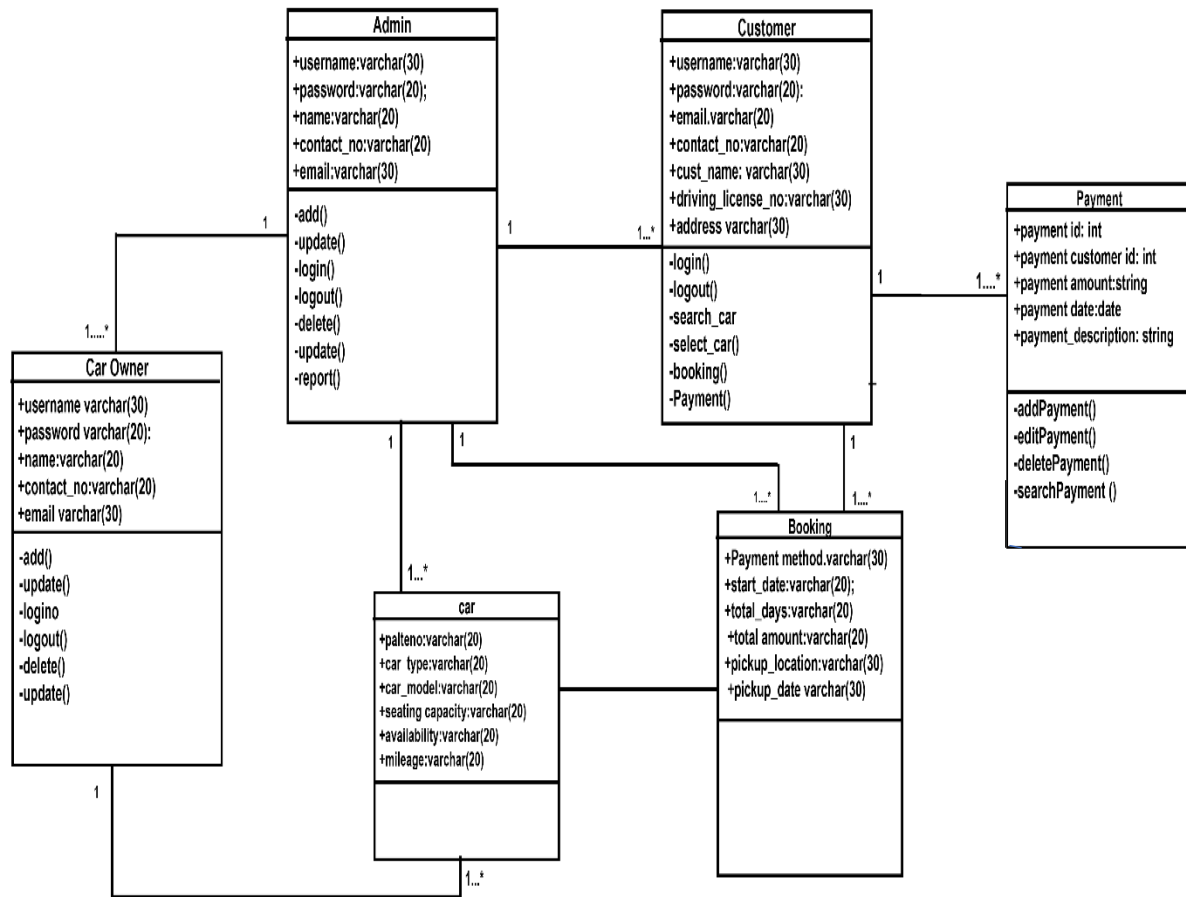 Admin
+username:varchar(30)
+password:varchar(20);
+name:varchar(20)
+contact_no:varchar(20)
+email:varchar(30)
-add()
-update()
-login()
-logout()
-delete()
-update()
-report()
Customer
+username:varchar(30)
+password:varchar(20):
+email.varchar(20)
+contact_no:varchar(20)
+cust_name: varchar(30)
+driving_license_no:varchar(30)
+address varchar(30)
-login()
-logout()
-search_car
-select_car()
-booking()
-Payment()
Payment
+payment id: int
+payment customer id: int
+payment amount:string
+payment date:date
+payment_description: string
-addPayment()
-editPayment()
-deletePayment()
-searchPayment ()
1
1.....*
1
1...*
1
1....*
Car Owner
+username varchar(30)
+password varchar(20):
+name:varchar(20)
+contact_no:varchar(20)
+email varchar(30)
-add()
-update()
-logino
-logout()
-delete()
-update()
1
1...*
1
1....*
1
1....*
car
+palteno:varchar(20)
+car_type:varchar(20)
+car_model:varchar(20)
+seating capacity:varchar(20)
+availability:varchar(20)
+mileage:varchar(20)
Booking
+Payment method.varchar(30)
+start_date:varchar(20);
+total_days:varchar(20)
+total amount:varchar(20)
+pickup_location:varchar(30)
+pickup_date varchar(30)
1
1...*